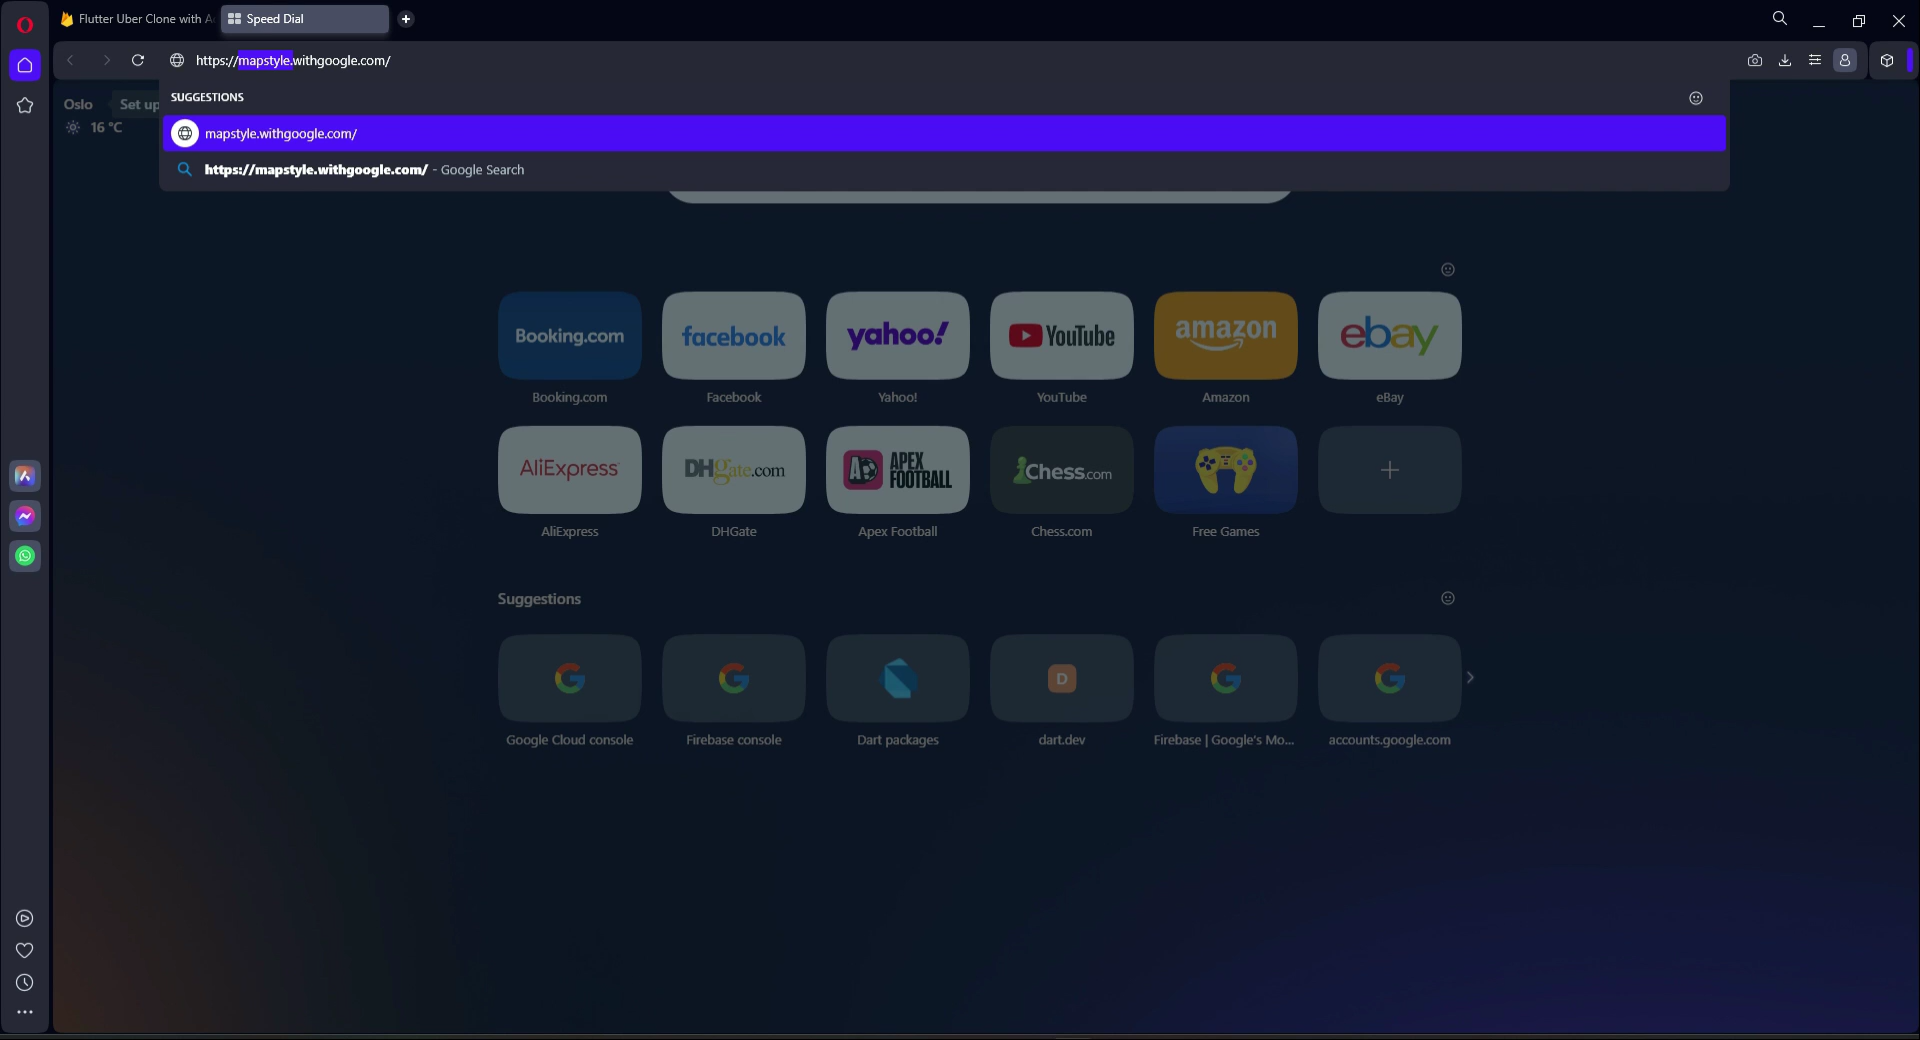 Flutter Uber Clone with A
Speed Dial
https://mapstyle.withgoogle.com/
Oslo
Set up
16 °C
SUGGESTIONS
mapstyle.withgoogle.com/
https://mapstyle.withgoogle.com/ - Google Search
Booking.com
facebook
yahoo!
YouTube
amazon
ebay
Booking.com
Facebook
Yahoo!
YouTube
Amazon
eBay
AliExpress
DHgate.com
APEX FOOTBALL
Chess.com
AliExpress
DHGate
Apex Football
Chess.com
Free Games
Suggestions
D
Google Cloud console
Firebase console
Dart packages
dart.dev
Firebase | Google's Mo...
accounts.google.com